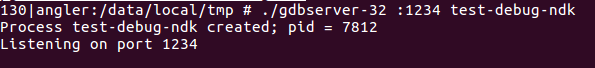 130|angler:/data/local/tmp # ./gdbserver-32 :1234 test-debug-ndk
Process test-debug-ndk created; pid = 7812
Listening on port 1234